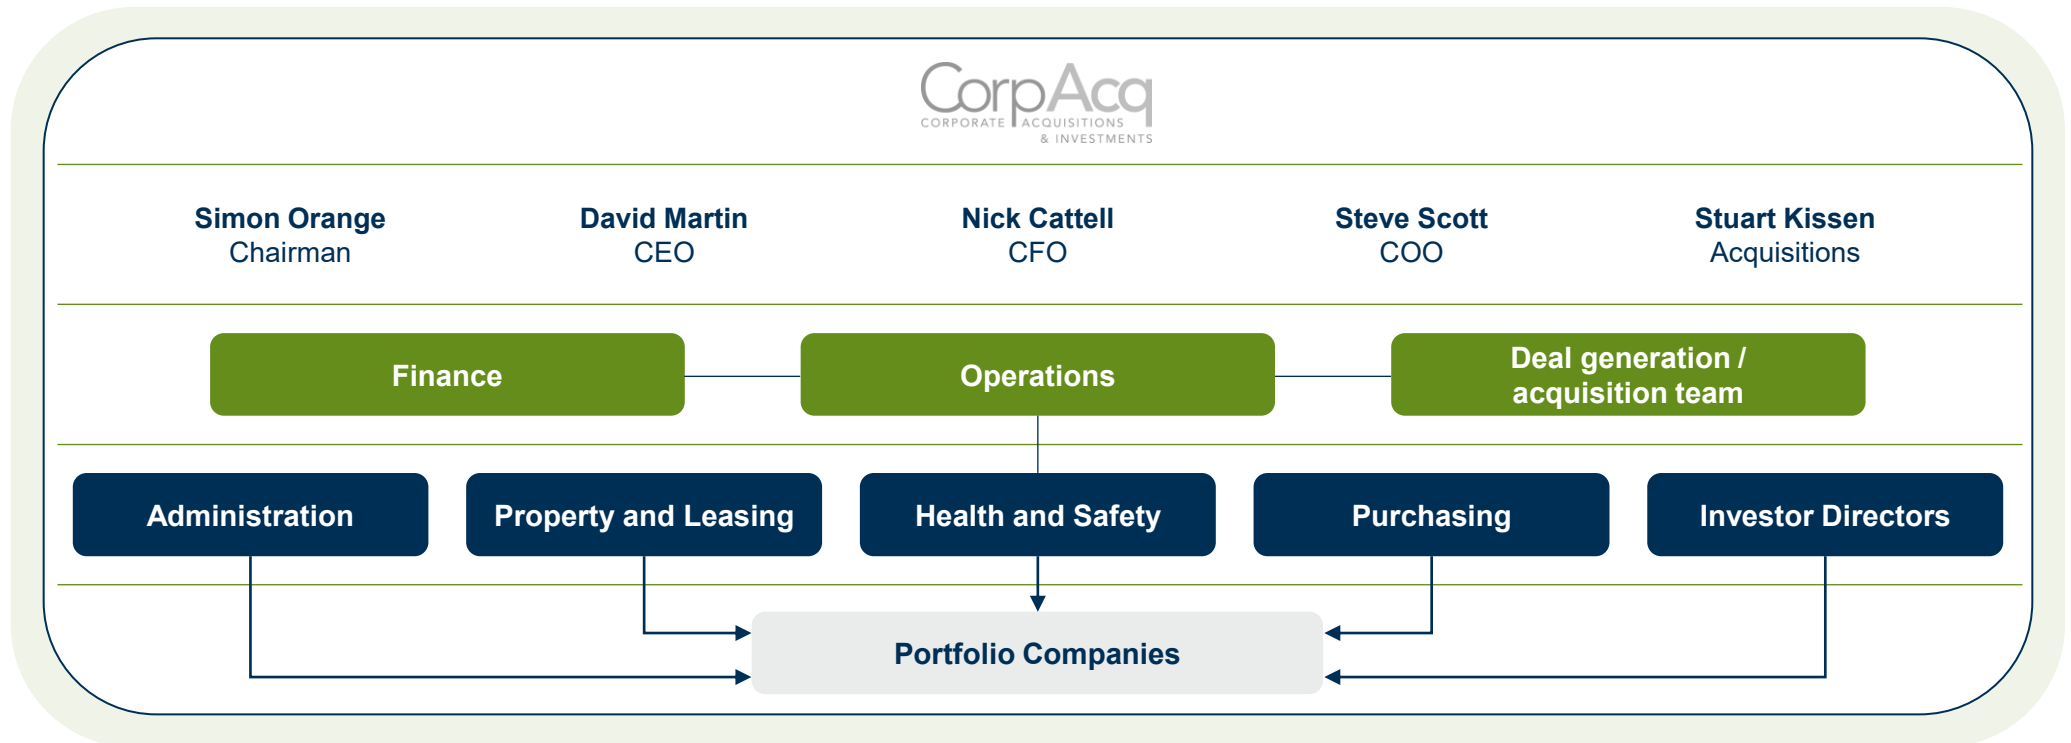 CorpAcq
CORPORATE ACQUISITIONS
& INVESTMENTS
Simon Orange
Chairman
David Martin
CEO
Nick Cattell
CFO
Steve Scott
COO
Stuart Kissen
Acquisitions
Finance
Operations
Deal generation /
acquisition team
Administration
Property and Leasing
Health and Safety
Purchasing
Investor Directors
Portfolio Companies